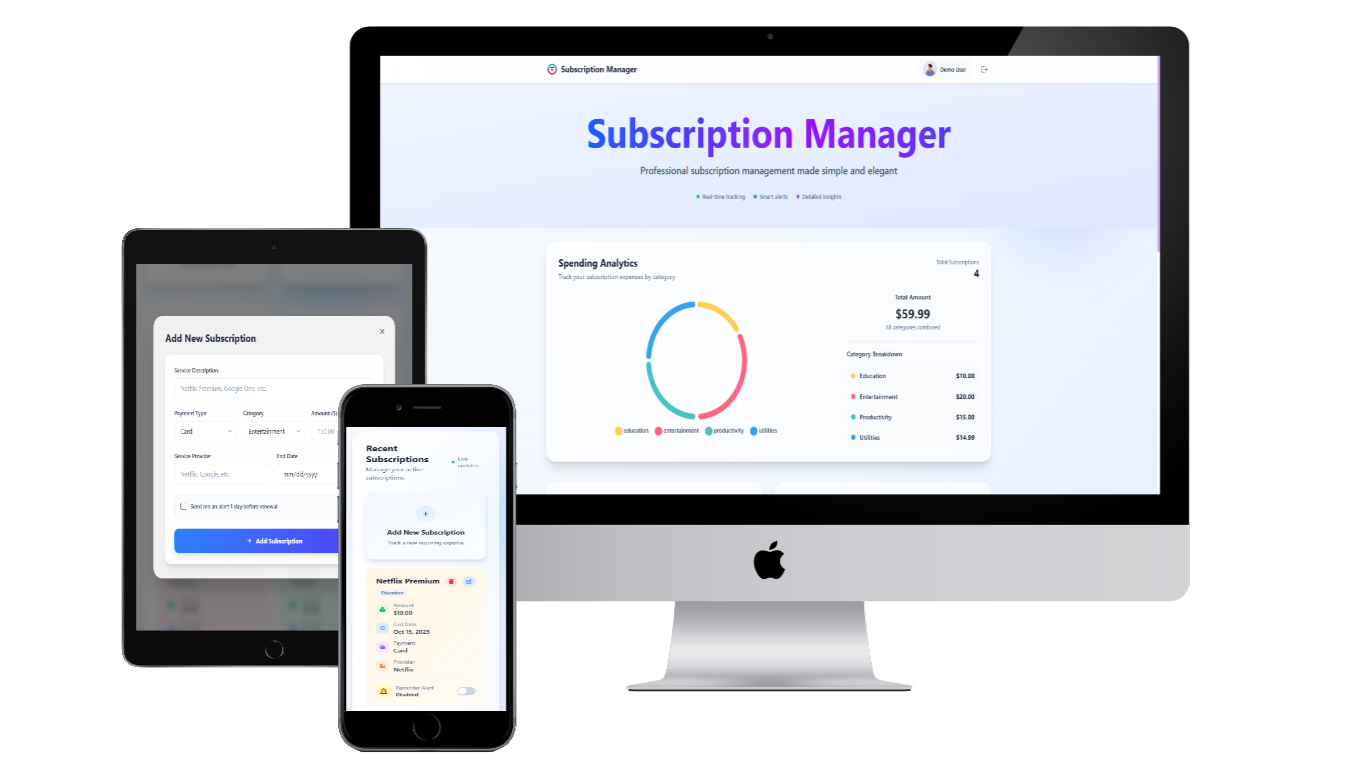 Subscription Manager
Demo User
Subscription Manager
Professional subscription management made simple and elegant
Real-time tracking Smart alerts Detailed insights
Spending Analytics
Track your subscription expenses by category
Total Subscriptions
4
Total Amount
$59.99
All categories combined
Category Breakdown
Education $10.00
Entertainment $20.00
Productivity $15.00
Utilities $14.99
education entertainment productivity utilities
Add New Subscription
x
Service Description
Netflix Premium, Google One, etc.
Payment Type Category Amount ($)
Card Entertainment 150.00
Service Provider End Date
Netflix, Google, etc. mm/dd/yyyy
Send me an alert 1 day before renewal
+ Add Subscription
Recent
Subscriptions
Manage your active
subscriptions
Live
updates
+
Add New Subscription
Track a new recurring expense
Netflix Premium
Education
Amount
$10.00
End Date
Oct 15, 2025
Payment
Card
Provider
Netflix
Reminder Alert
Disabled